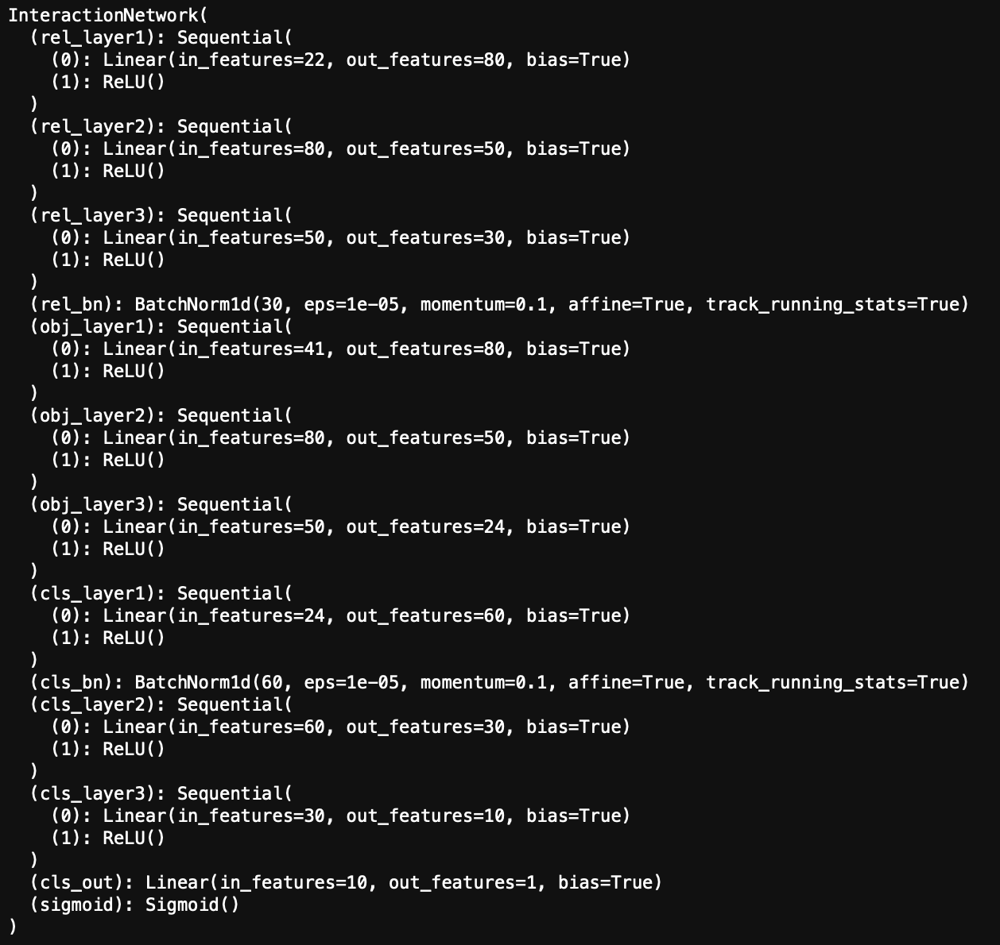 InteractionNetwork(
  (rel_layer1): Sequential(
    (0): Linear(in_features=22, out_features=80, bias=True)
    (1): ReLU()
  )
  (rel_layer2): Sequential(
    (0): Linear(in_features=80, out_features=50, bias=True)
    (1): ReLU()
  )
  (rel_layer3): Sequential(
    (0): Linear(in_features=50, out_features=30, bias=True)
    (1): ReLU()
  )
  (rel_bn): BatchNorm1d(30, eps=1e-05, momentum=0.1, affine=True, track_running_stats=True)
  (obj_layer1): Sequential(
    (0): Linear(in_features=41, out_features=80, bias=True)
    (1): ReLU()
  )
  (obj_layer2): Sequential(
    (0): Linear(in_features=80, out_features=50, bias=True)
    (1): ReLU()
  )
  (obj_layer3): Sequential(
    (0): Linear(in_features=50, out_features=24, bias=True)
    (1): ReLU()
  )
  (cls_layer1): Sequential(
    (0): Linear(in_features=24, out_features=60, bias=True)
    (1): ReLU()
  )
  (cls_bn): BatchNorm1d(60, eps=1e-05, momentum=0.1, affine=True, track_running_stats=True)
  (cls_layer2): Sequential(
    (0): Linear(in_features=60, out_features=30, bias=True)
    (1): ReLU()
  )
  (cls_layer3): Sequential(
    (0): Linear(in_features=30, out_features=10, bias=True)
    (1): ReLU()
  )
  (cls_out): Linear(in_features=10, out_features=1, bias=True)
  (sigmoid): Sigmoid()
)